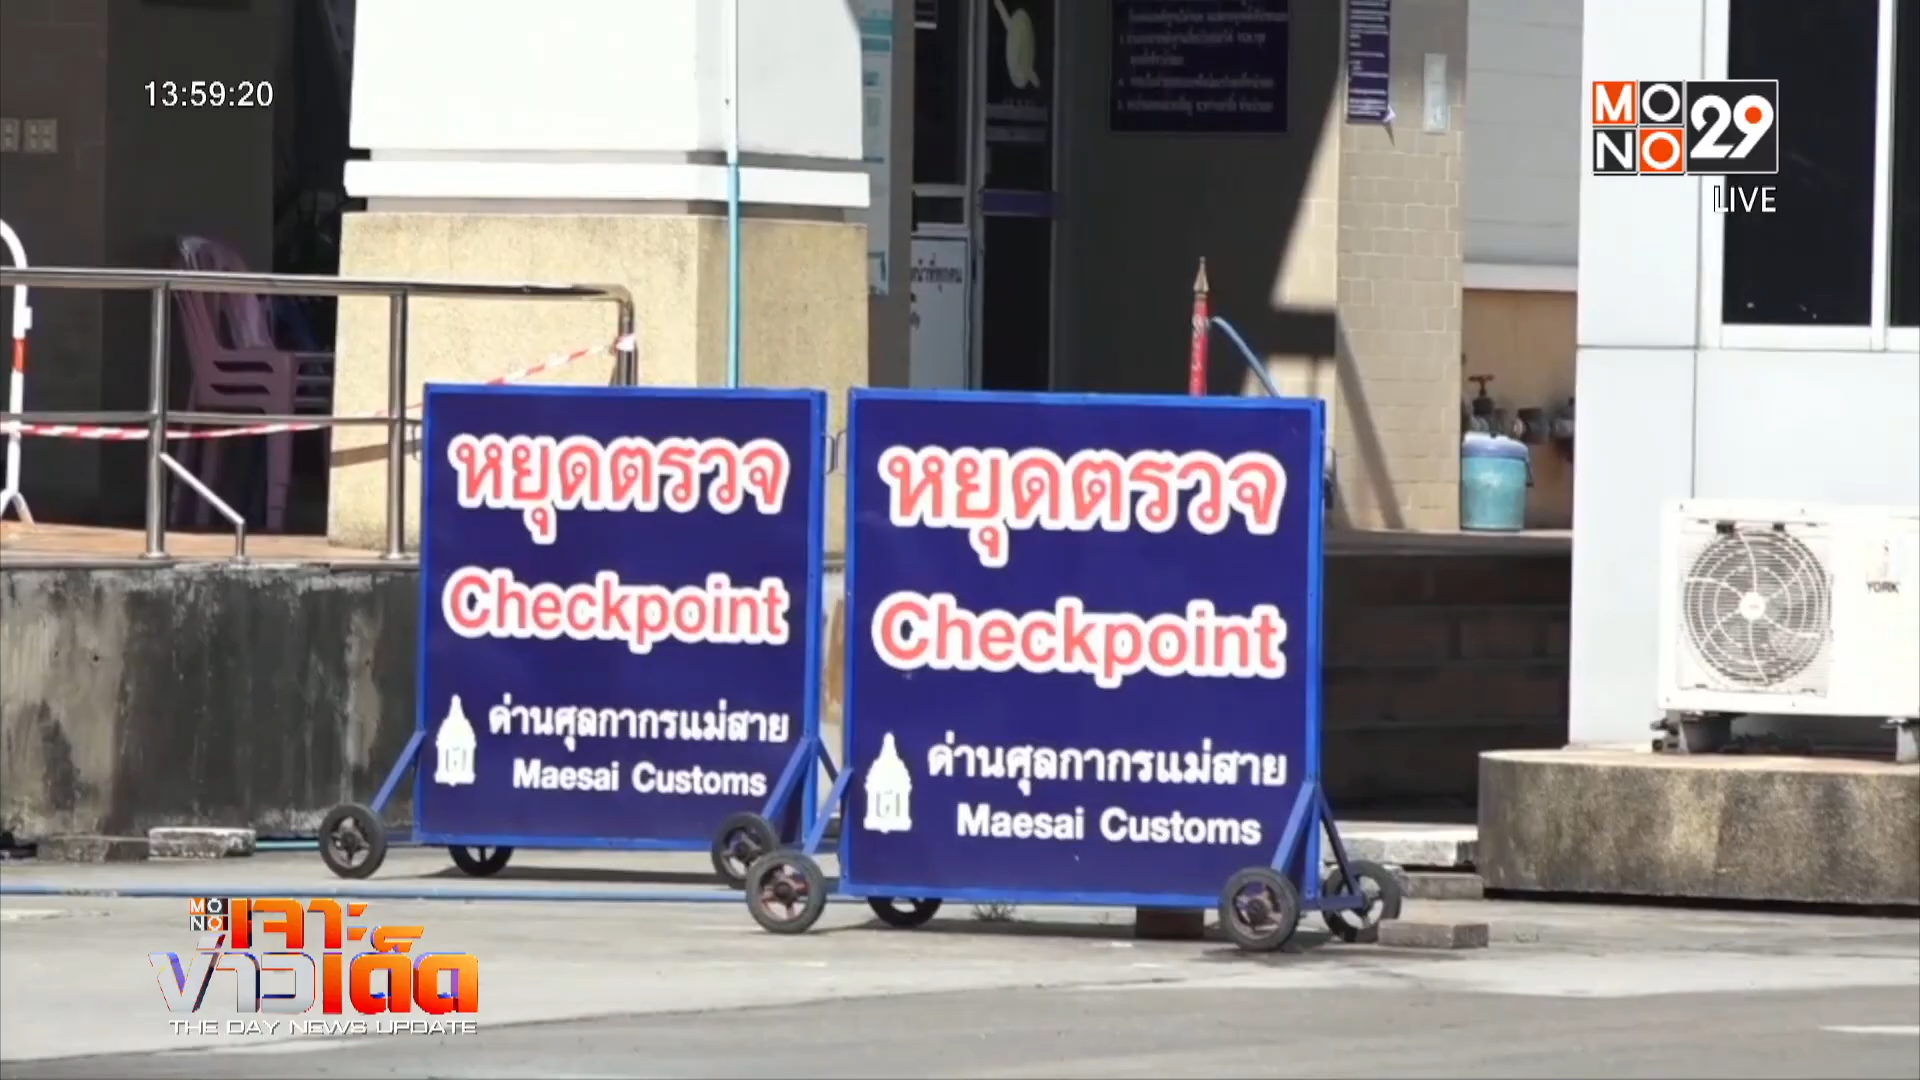 13:59:20
MONO 29
LIVE
หยุดตรวจ
Checkpoint
ด่านศุลกากรแม่สาย
Maesai Customs
หยุดตรวจ
Checkpoint
ด่านศุลกากรแม่สาย
Maesai Customs
YORK
MONO เจาะ
ข่าวเด็ด
THE DAY NEWS UPDATE